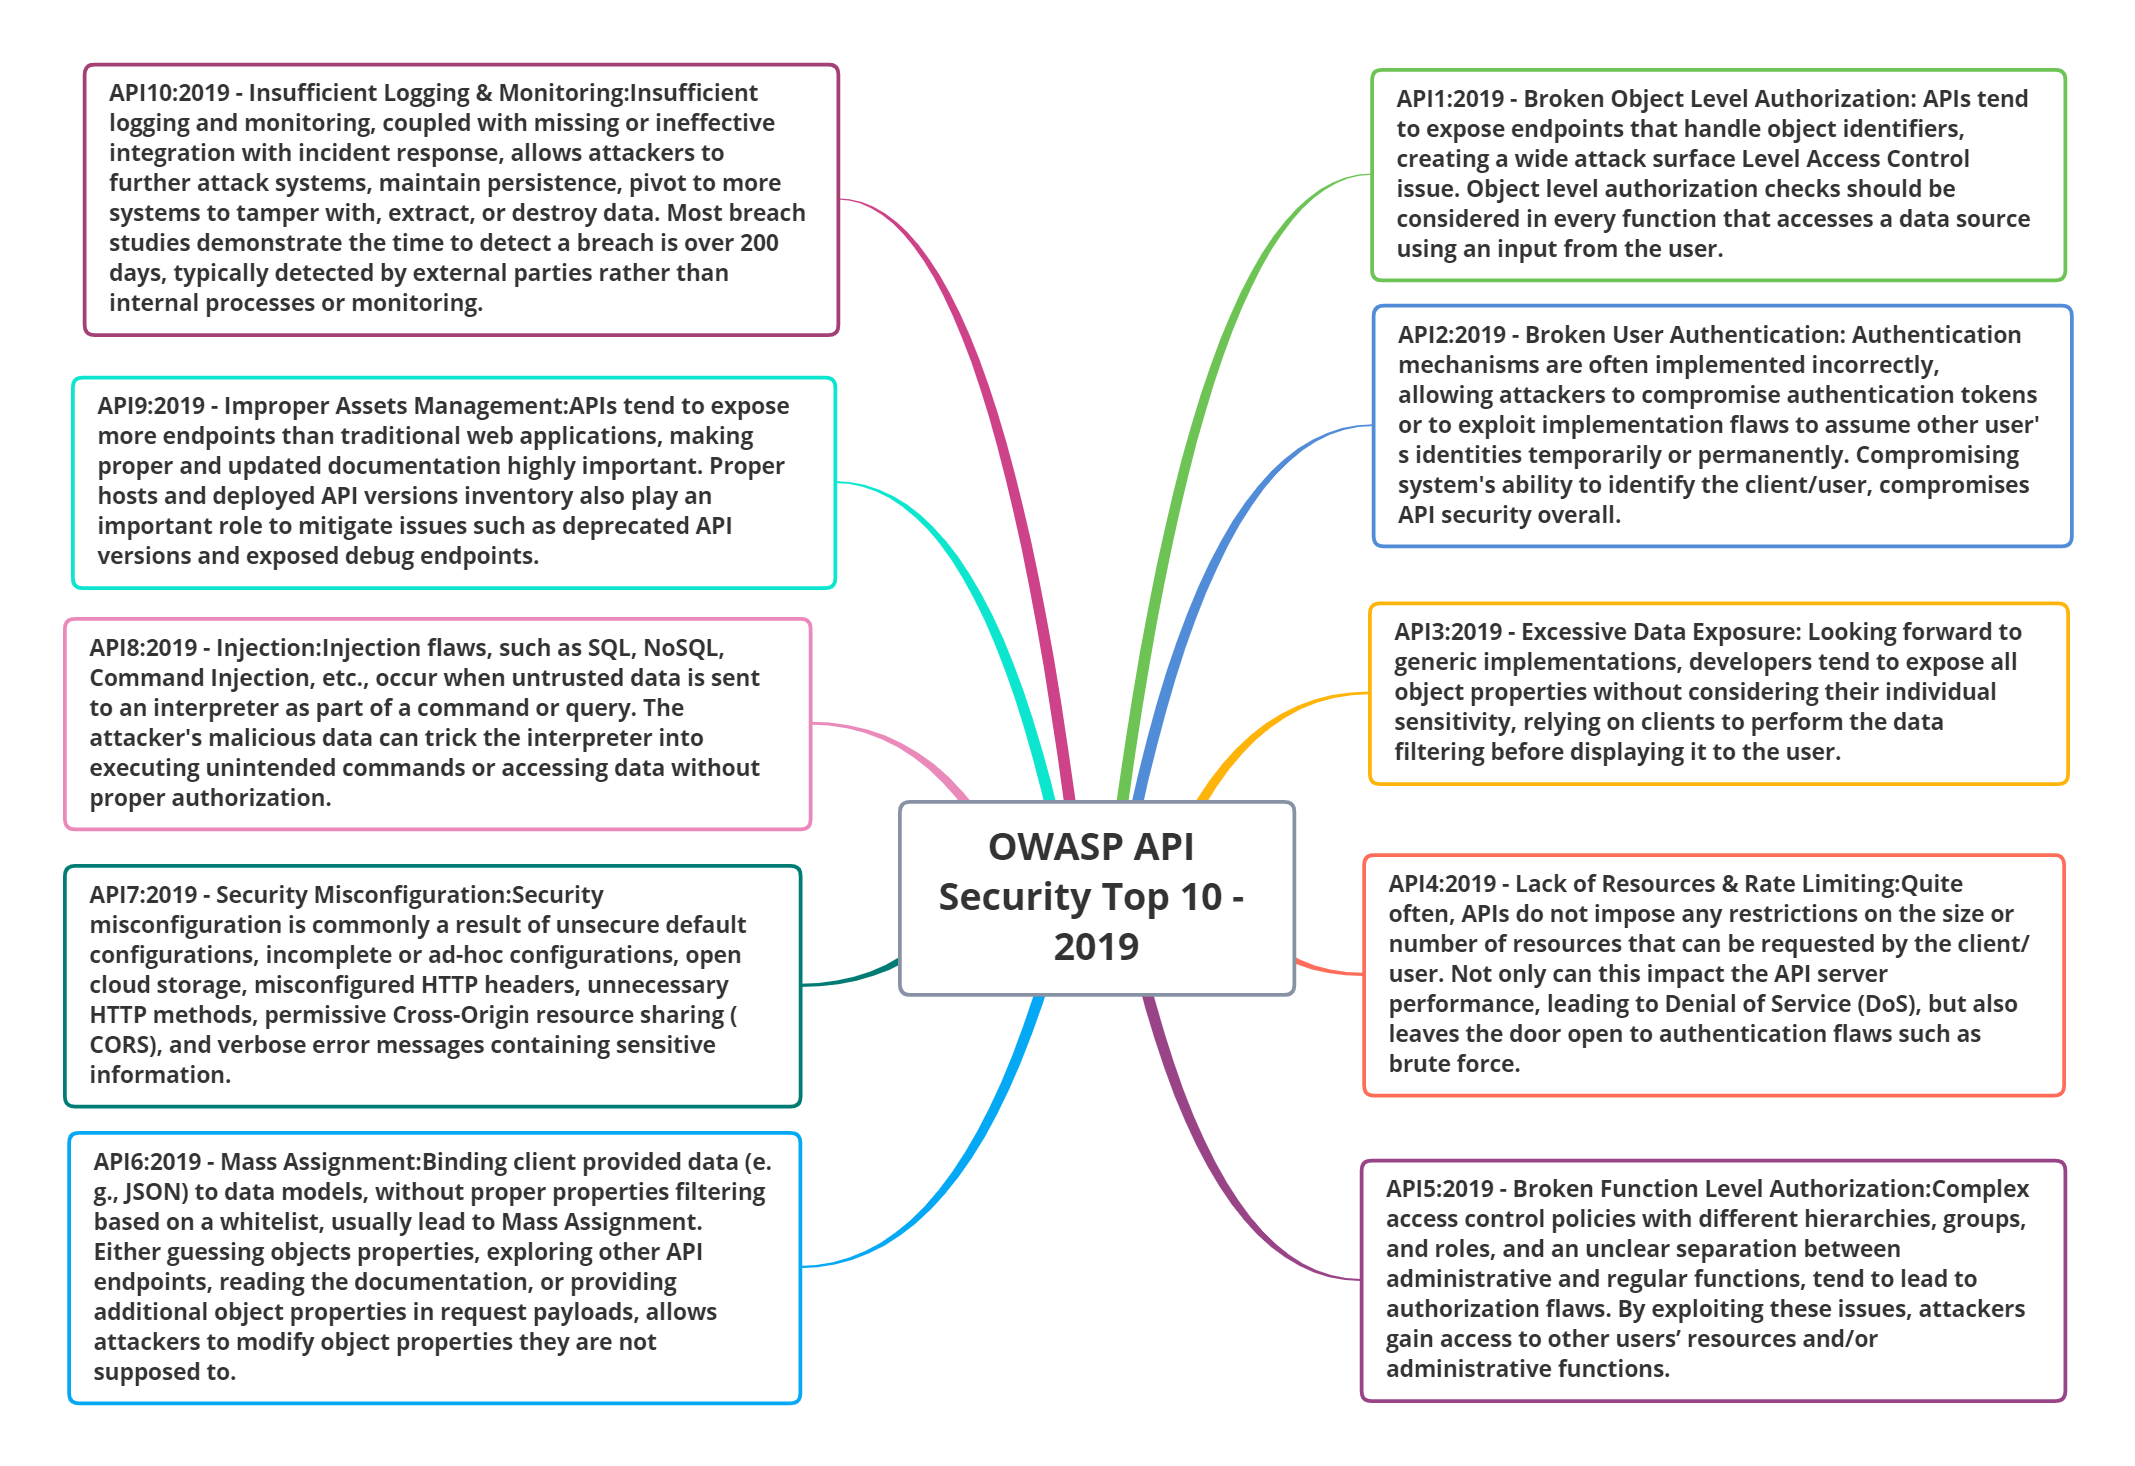 API10:2019 - Insufficient Logging & Monitoring:Insufficient
logging and monitoring, coupled with missing or ineffective
integration with incident response, allows attackers to
further attack systems, maintain persistence, pivot to more
systems to tamper with, extract, or destroy data. Most breach
studies demonstrate the time to detect a breach is over 200
days, typically detected by external parties rather than
internal processes or monitoring.
API9:2019 - Improper Assets Management:APIs tend to expose
more endpoints than traditional web applications, making
proper and updated documentation highly important. Proper
hosts and deployed API versions inventory also play an
important role to mitigate issues such as deprecated API
versions and exposed debug endpoints.
API8:2019 - Injection:Injection flaws, such as SQL, NoSQL,
Command Injection, etc., occur when untrusted data is sent
to an interpreter as part of a command or query. The
attacker's malicious data can trick the interpreter into
executing unintended commands or accessing data without
proper authorization.
API7:2019 - Security Misconfiguration:Security
misconfiguration is commonly a result of unsecure default
configurations, incomplete or ad-hoc configurations, open
cloud storage, misconfigured HTTP headers, unnecessary
HTTP methods, permissive Cross-Origin resource sharing (
CORS), and verbose error messages containing sensitive
information.
API6:2019 - Mass Assignment:Binding client provided data (e.
g., JSON) to data models, without proper properties filtering
based on a whitelist, usually lead to Mass Assignment.
Either guessing objects properties, exploring other API
endpoints, reading the documentation, or providing
additional object properties in request payloads, allows
attackers to modify object properties they are not
supposed to.
OWASP API
Security Top 10 -
2019
API1:2019 - Broken Object Level Authorization: APIs tend
to expose endpoints that handle object identifiers,
creating a wide attack surface Level Access Control
issue. Object level authorization checks should be
considered in every function that accesses a data source
using an input from the user.
API2:2019 - Broken User Authentication: Authentication
mechanisms are often implemented incorrectly,
allowing attackers to compromise authentication tokens
or to exploit implementation flaws to assume other user'
s identities temporarily or permanently. Compromising
system's ability to identify the client/user, compromises
API security overall.
API3:2019 - Excessive Data Exposure: Looking forward to
generic implementations, developers tend to expose all
object properties without considering their individual
sensitivity, relying on clients to perform the data
filtering before displaying it to the user.
API4:2019 - Lack of Resources & Rate Limiting:Quite
often, APIs do not impose any restrictions on the size or
number of resources that can be requested by the client/
user. Not only can this impact the API server
performance, leading to Denial of Service (DoS), but also
leaves the door open to authentication flaws such as
brute force.
API5:2019 - Broken Function Level Authorization:Complex
access control policies with different hierarchies, groups,
and roles, and an unclear separation between
administrative and regular functions, tend to lead to
authorization flaws. By exploiting these issues, attackers
gain access to other users’ resources and/or
administrative functions.